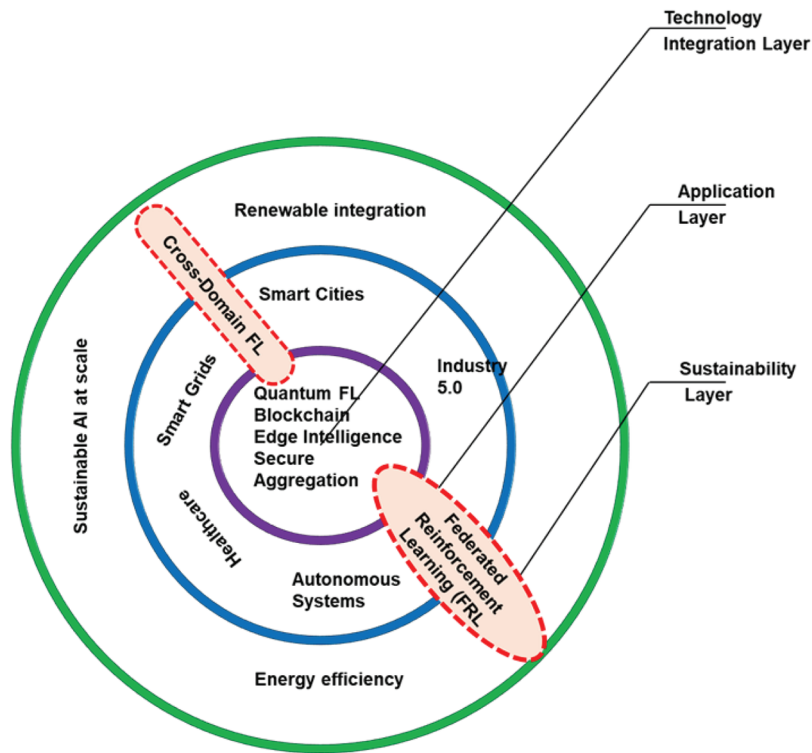 Technology
Integration Layer
Application
Layer
Sustainability
Layer
Renewable integration
Cross-Domain FL
Smart Cities
Industry
5.0
Smart Grids
Sustainable AI at scale
Quantum FL
Blockchain
Edge Intelligence
Secure
Aggregation
Healthcare
Autonomous
Systems
Federated
Reinforcement
Learning (FRL
Energy efficiency